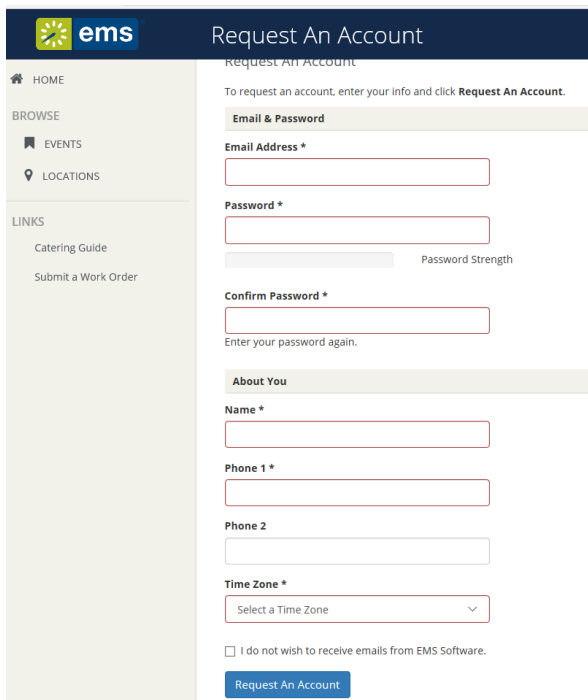 ems
Request An Account
HOME
BROWSE
EVENTS
LOCATIONS
LINKS
Catering Guide
Submit a Work Order
Request An Account
To request an account, enter your info and click Request An Account.
Email & Password
Email Address *
Password *
Password Strength
Confirm Password *
Enter your password again.
About You
Name *
Phone 1 *
Phone 2
Time Zone *
Select a Time Zone
I do not wish to receive emails from EMS Software.
Request An Account